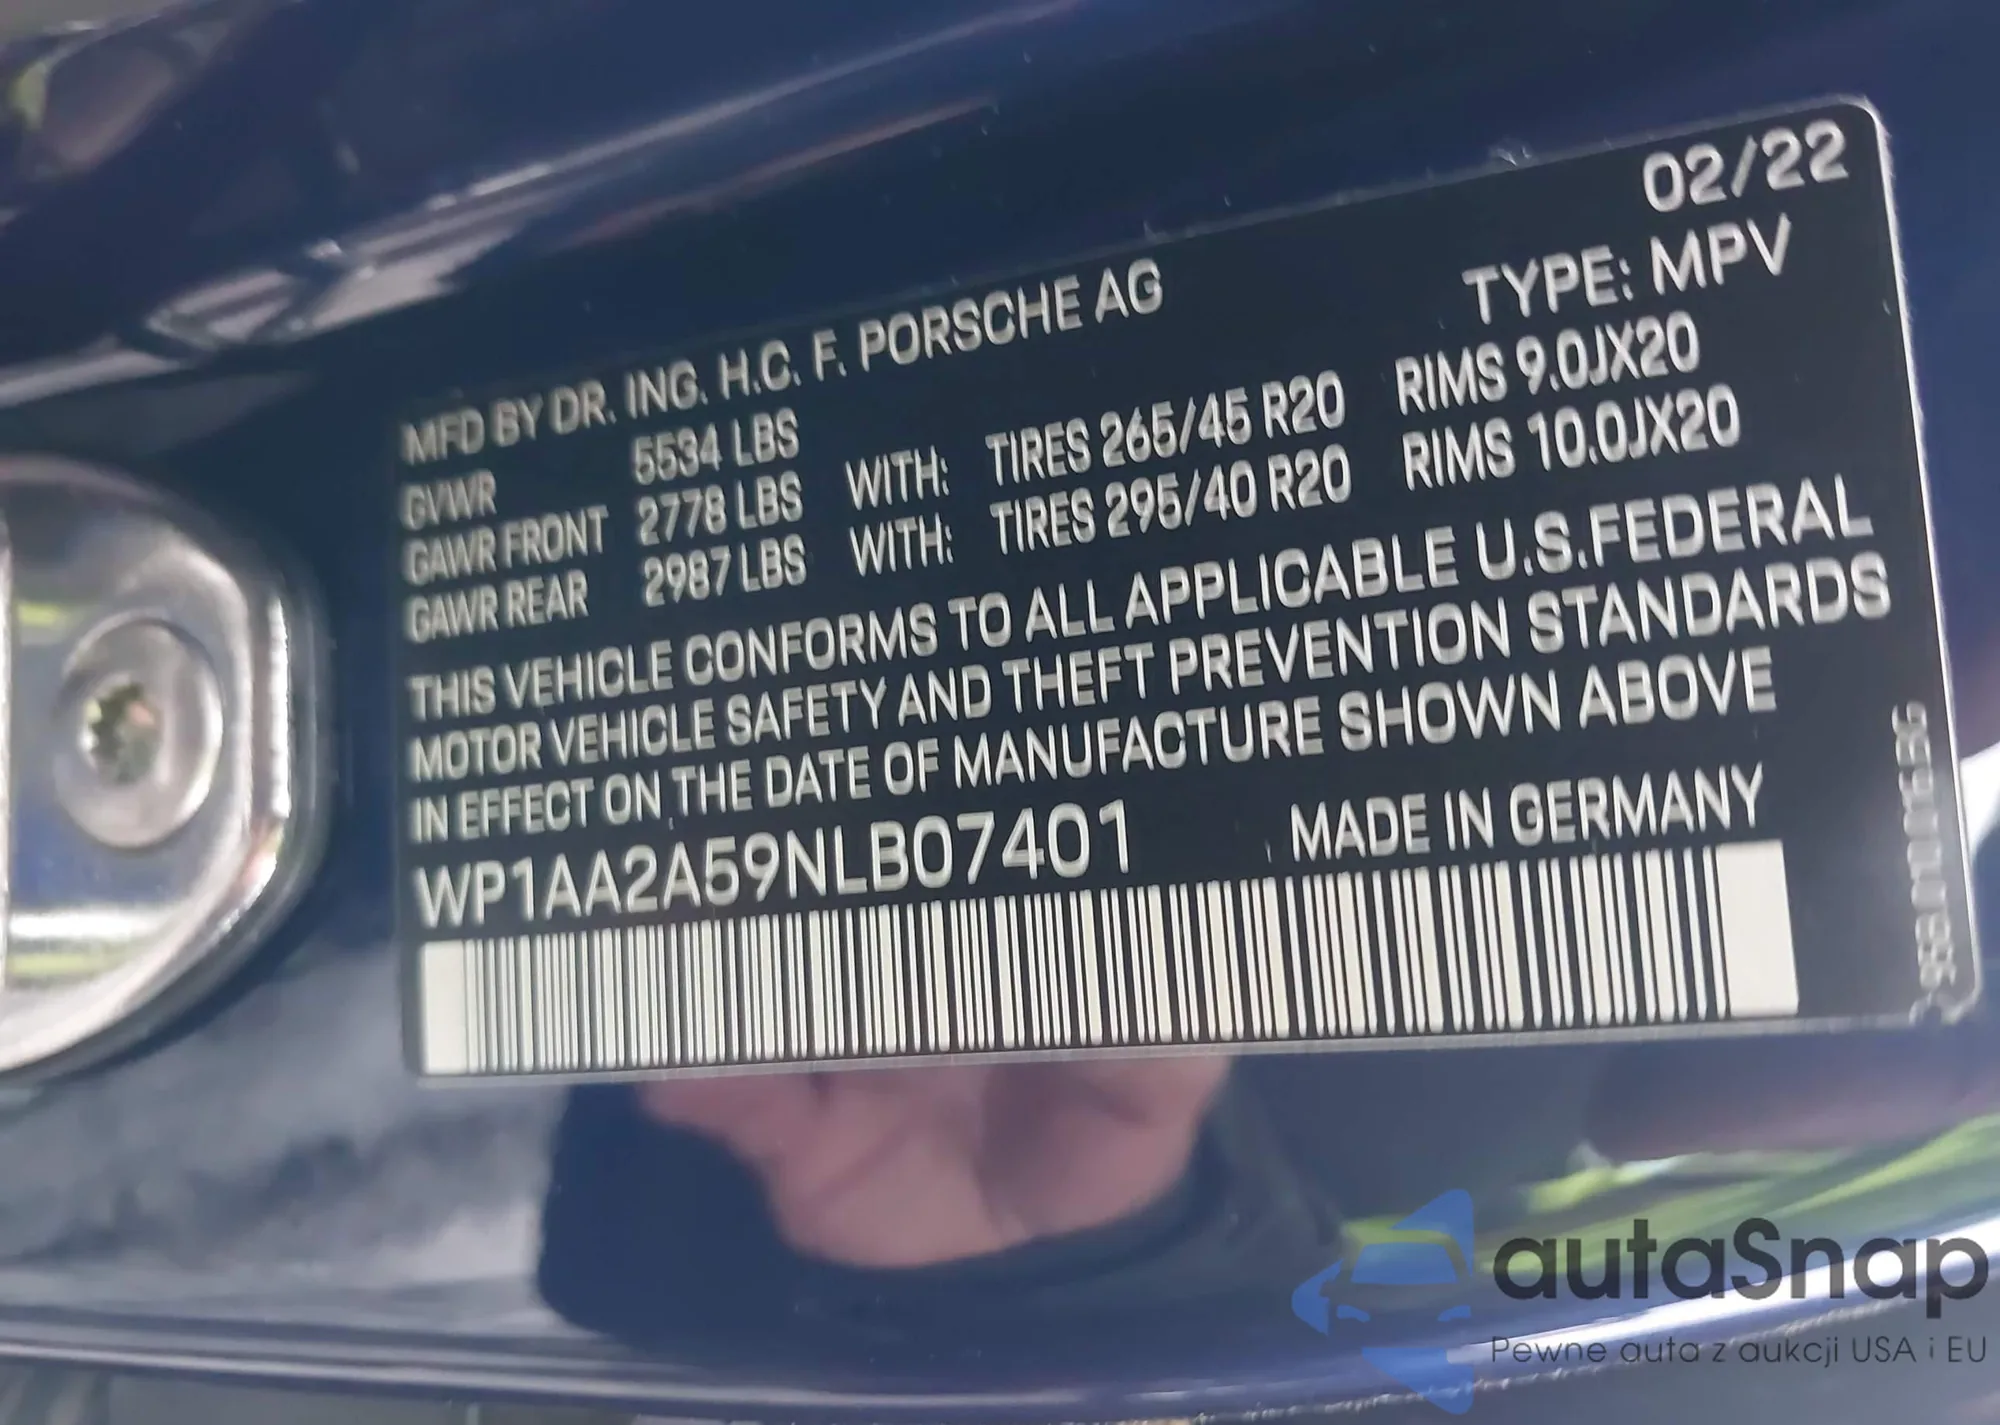 02/22
MFD BY DR. ING. H.C. F. PORSCHE AG TYPE: MPV
GVWR 5534 LBS
GAWR FRONT 2778 LBS WITH: TIRES 265/45 R20 RIMS 9.0JX20
GAWR REAR 2987 LBS WITH: TIRES 295/40 R20 RIMS 10.0JX20
THIS VEHICLE CONFORMS TO ALL APPLICABLE U.S.FEDERAL
MOTOR VEHICLE SAFETY AND THEFT PREVENTION STANDARDS
IN EFFECT ON THE DATE OF MANUFACTURE SHOWN ABOVE
WP1AA2A59NLB07401 MADE IN GERMANY
autaSnap
Pewne auta z aukcji USA i EU